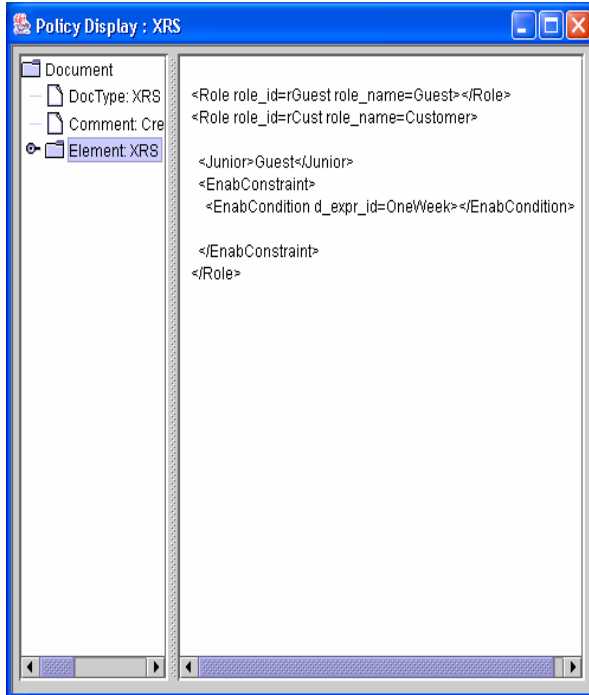 Policy Display : XRS
Document
DocType: XRS
Comment: Cre
Element: XRS
<Role role_id=rGuest role_name=Guest></Role>
<Role role_id=rCust role_name=Customer>
<Junior>Guest</Junior>
<EnabConstraint>
<EnabCondition d_expr_id=OneWeek></EnabCondition>
</EnabConstraint>
</Role>